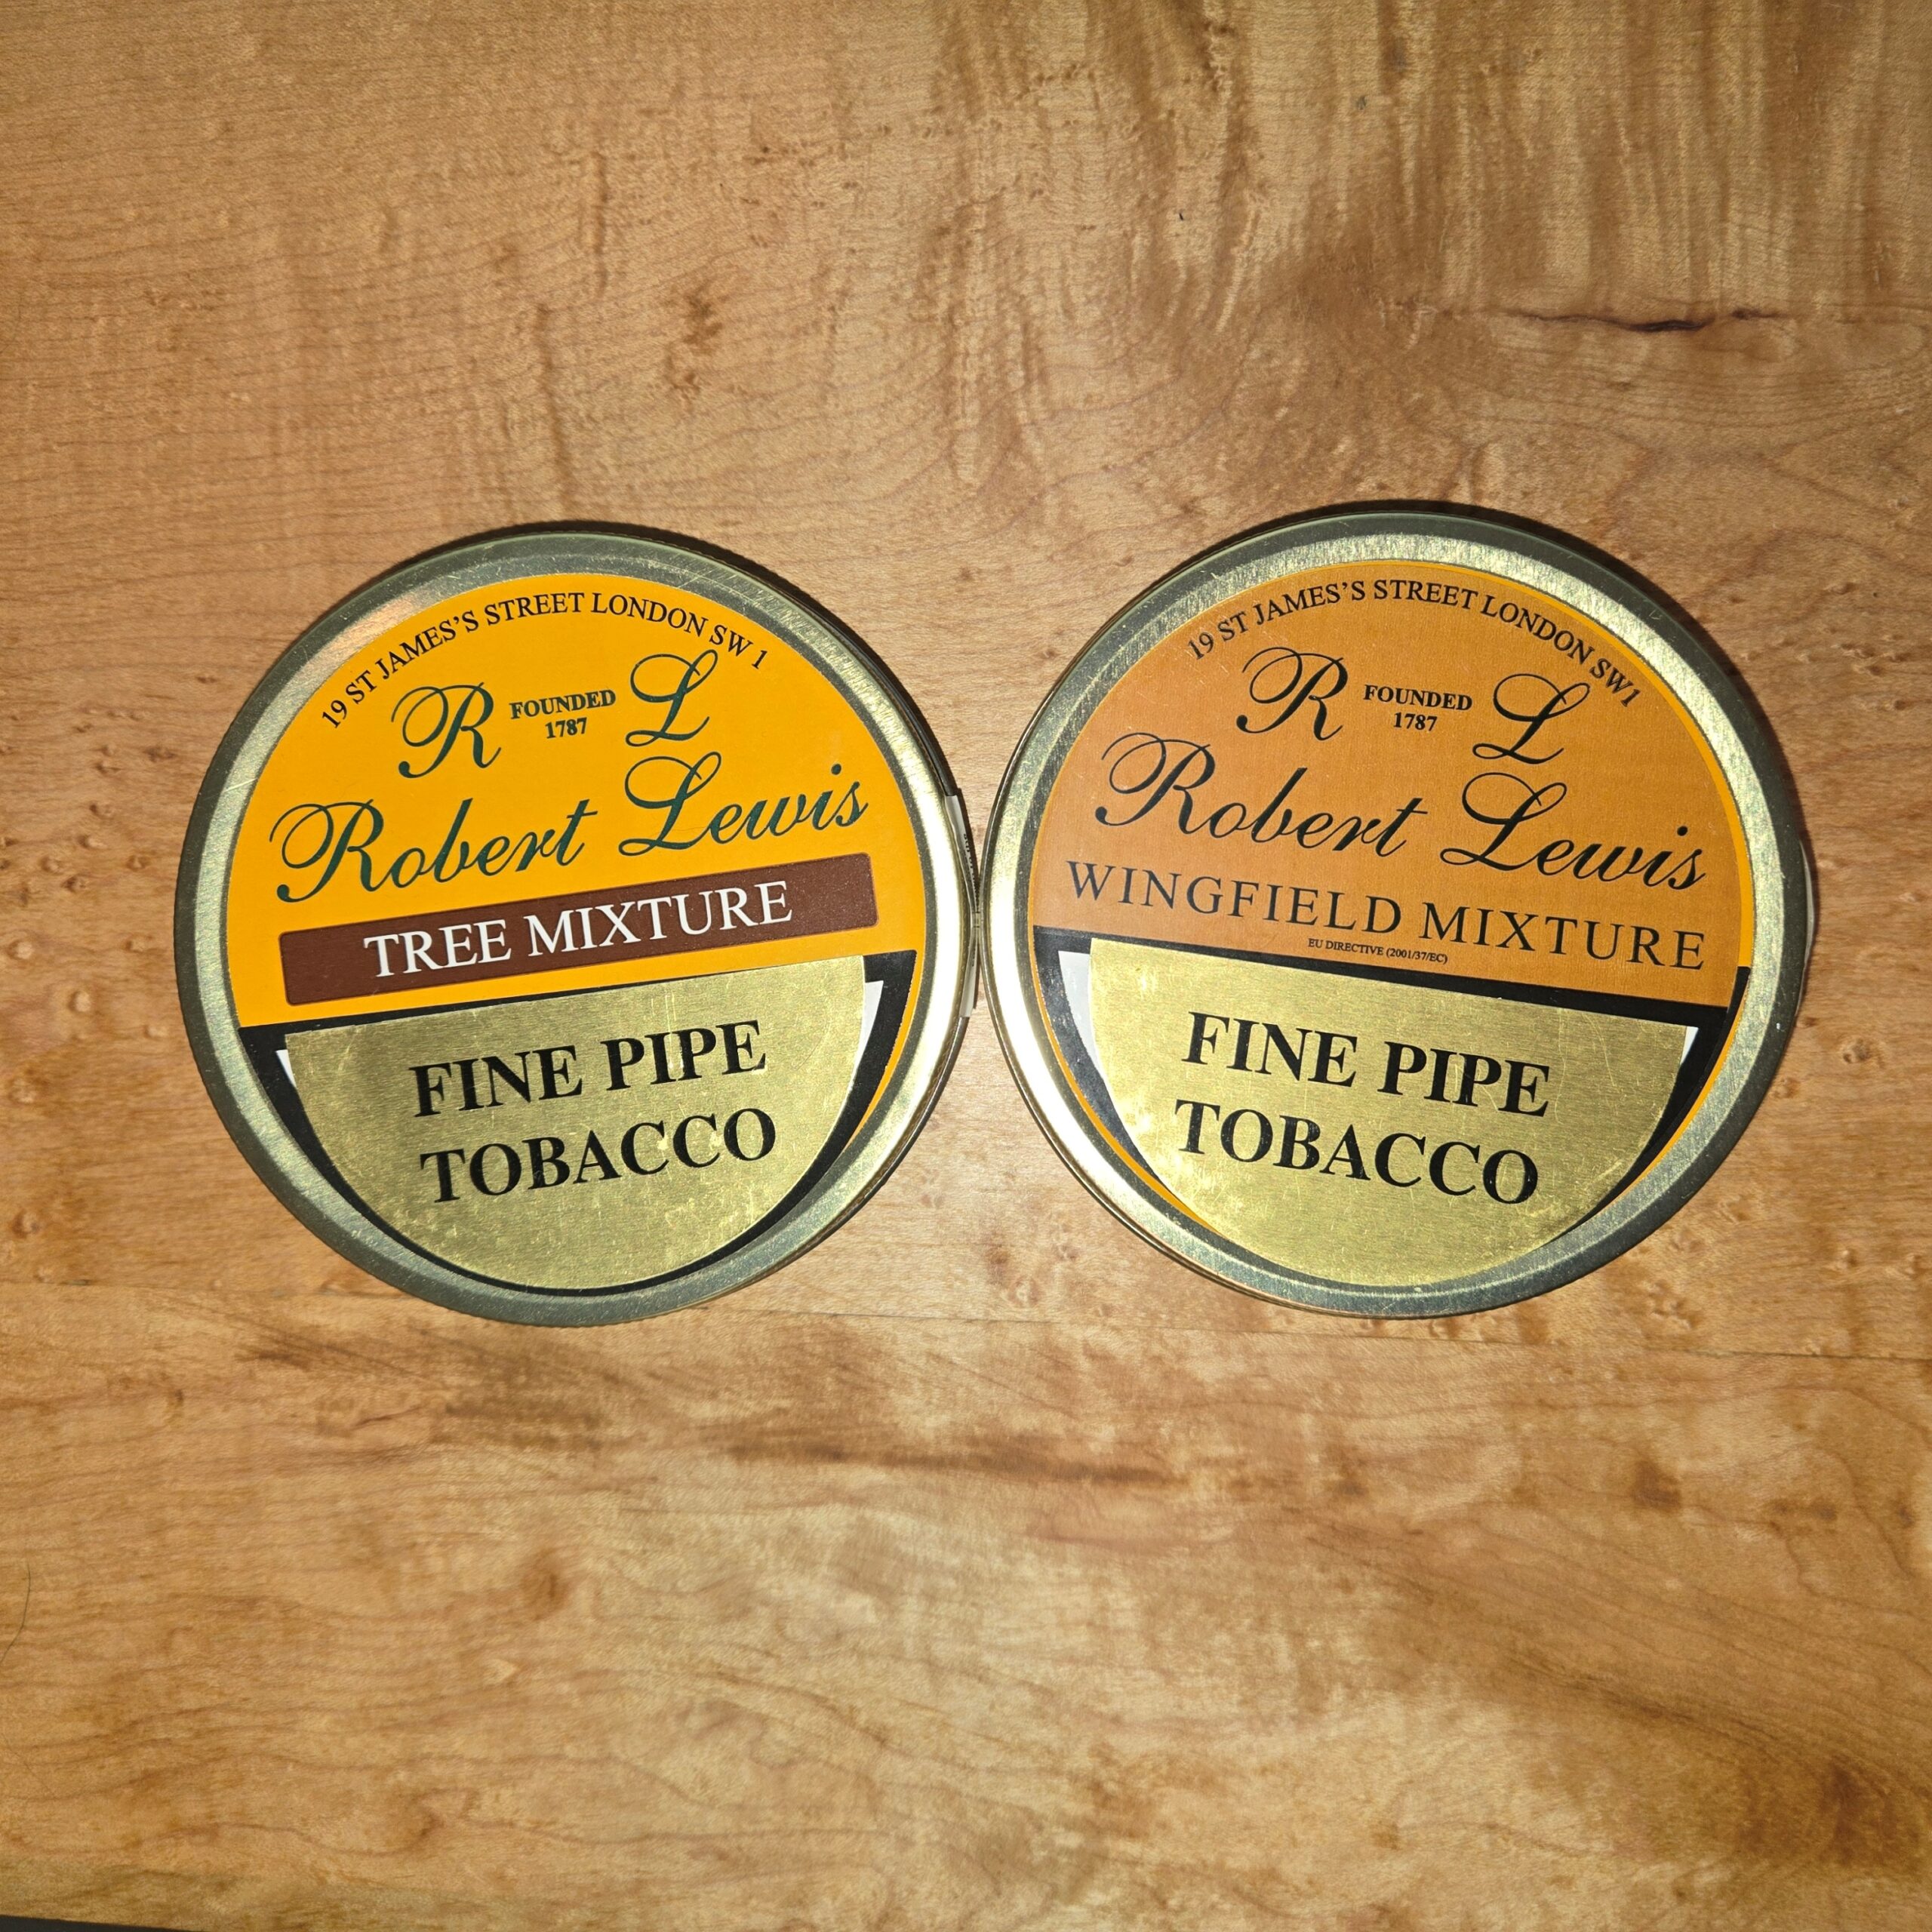 19 ST JAMES'S STREET LONDON SW 1
R FOUNDED L
1787
Robert Lewis
TREE MIXTURE
FINE PIPE
TOBACCO
19 ST JAMES'S STREET LONDON SW1
R FOUNDED L
1787
Robert Lewis
WINGFIELD MIXTURE
EU DIRECTIVE (2001/37/EC)
FINE PIPE
TOBACCO